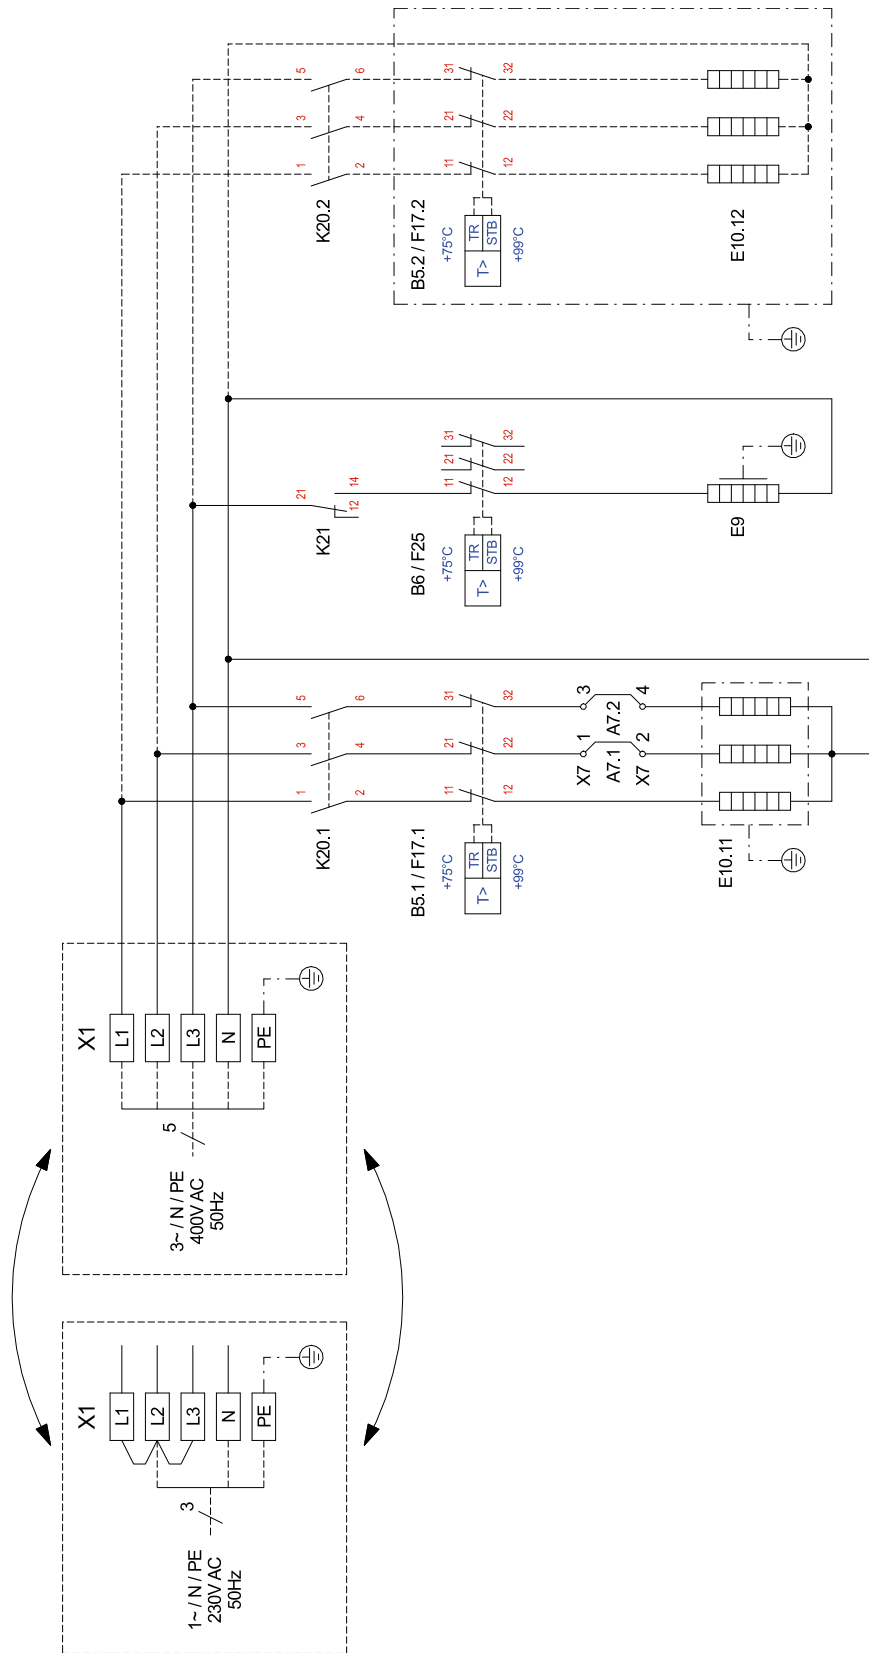 1~ / N / PE
230V AC
50Hz
3
X1
L1
L2
L3
N
PE
3~ / N / PE
400V AC
50Hz
5
X1
L1
L2
L3
N
PE
K20.1
1
2
3
4
5
6
B5.1 / F17.1
+75°C
T>
TR
STB
+99°C
11
12
21
22
31
32
X7
1
A7.1
X7
2
3
A7.2
4
E10.11
K21
21
12
14
B6 / F25
+75°C
T>
TR
STB
+99°C
11
12
21
22
31
32
E9
K20.2
1
2
3
4
5
6
B5.2 / F17.2
+75°C
T>
TR
STB
+99°C
11
12
21
22
31
32
E10.12